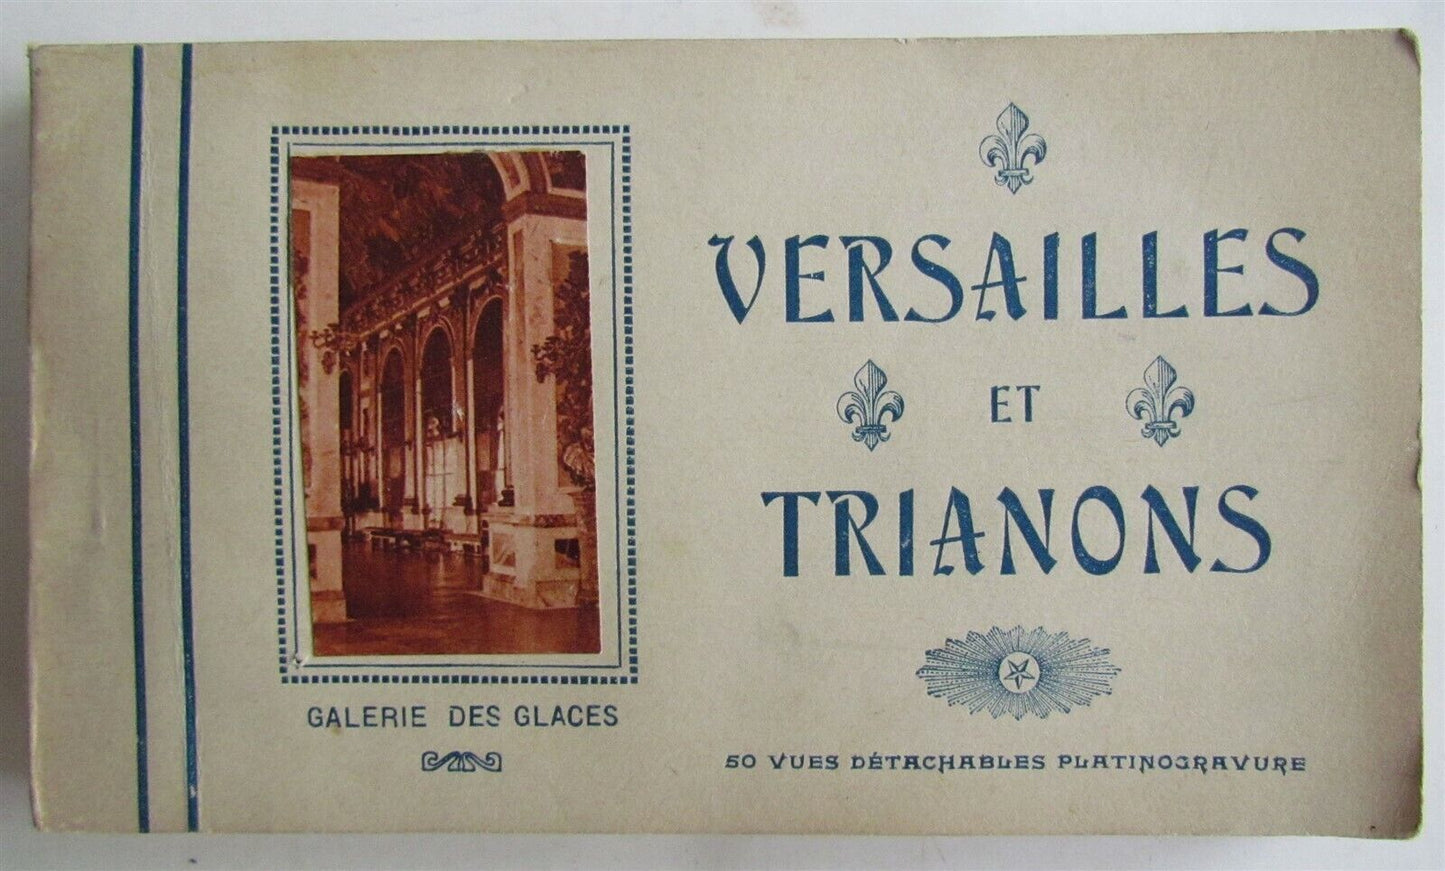 VERSAILLES
ET
TRIANONS
GALERIE DES GLACES
50 VUES DÉTACHABLES PLATINOGRAVURE